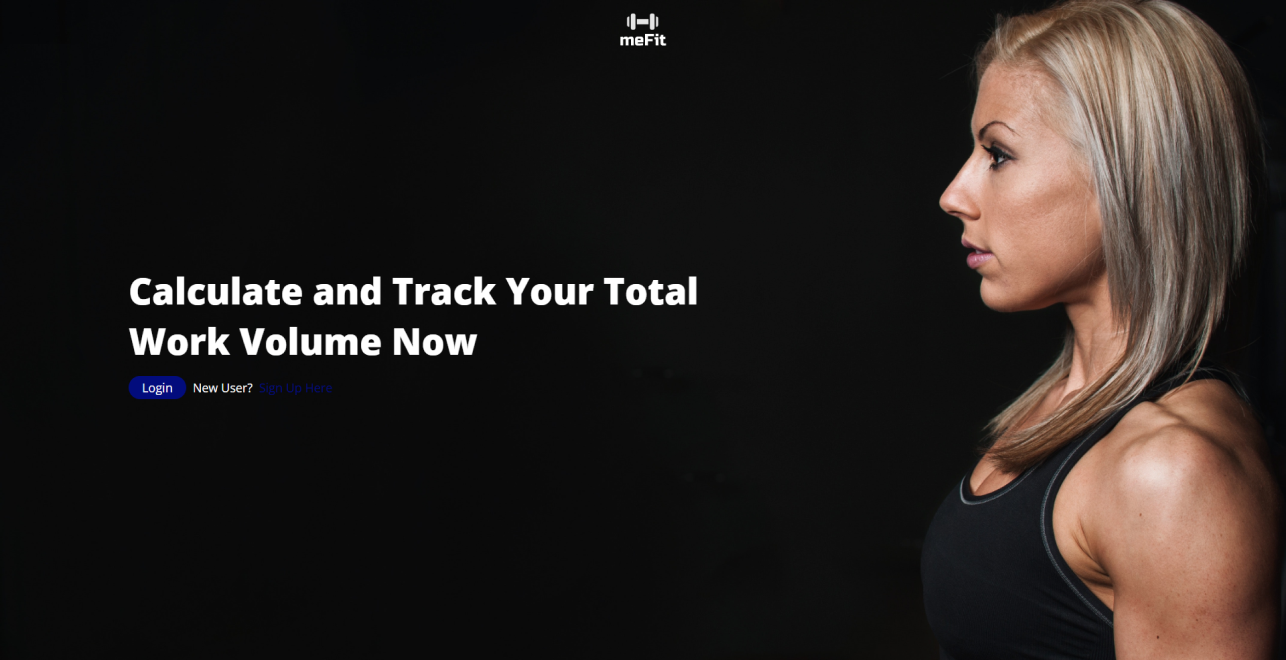 meFit
Calculate and Track Your Total
Work Volume Now
Login New User? Sign Up Here